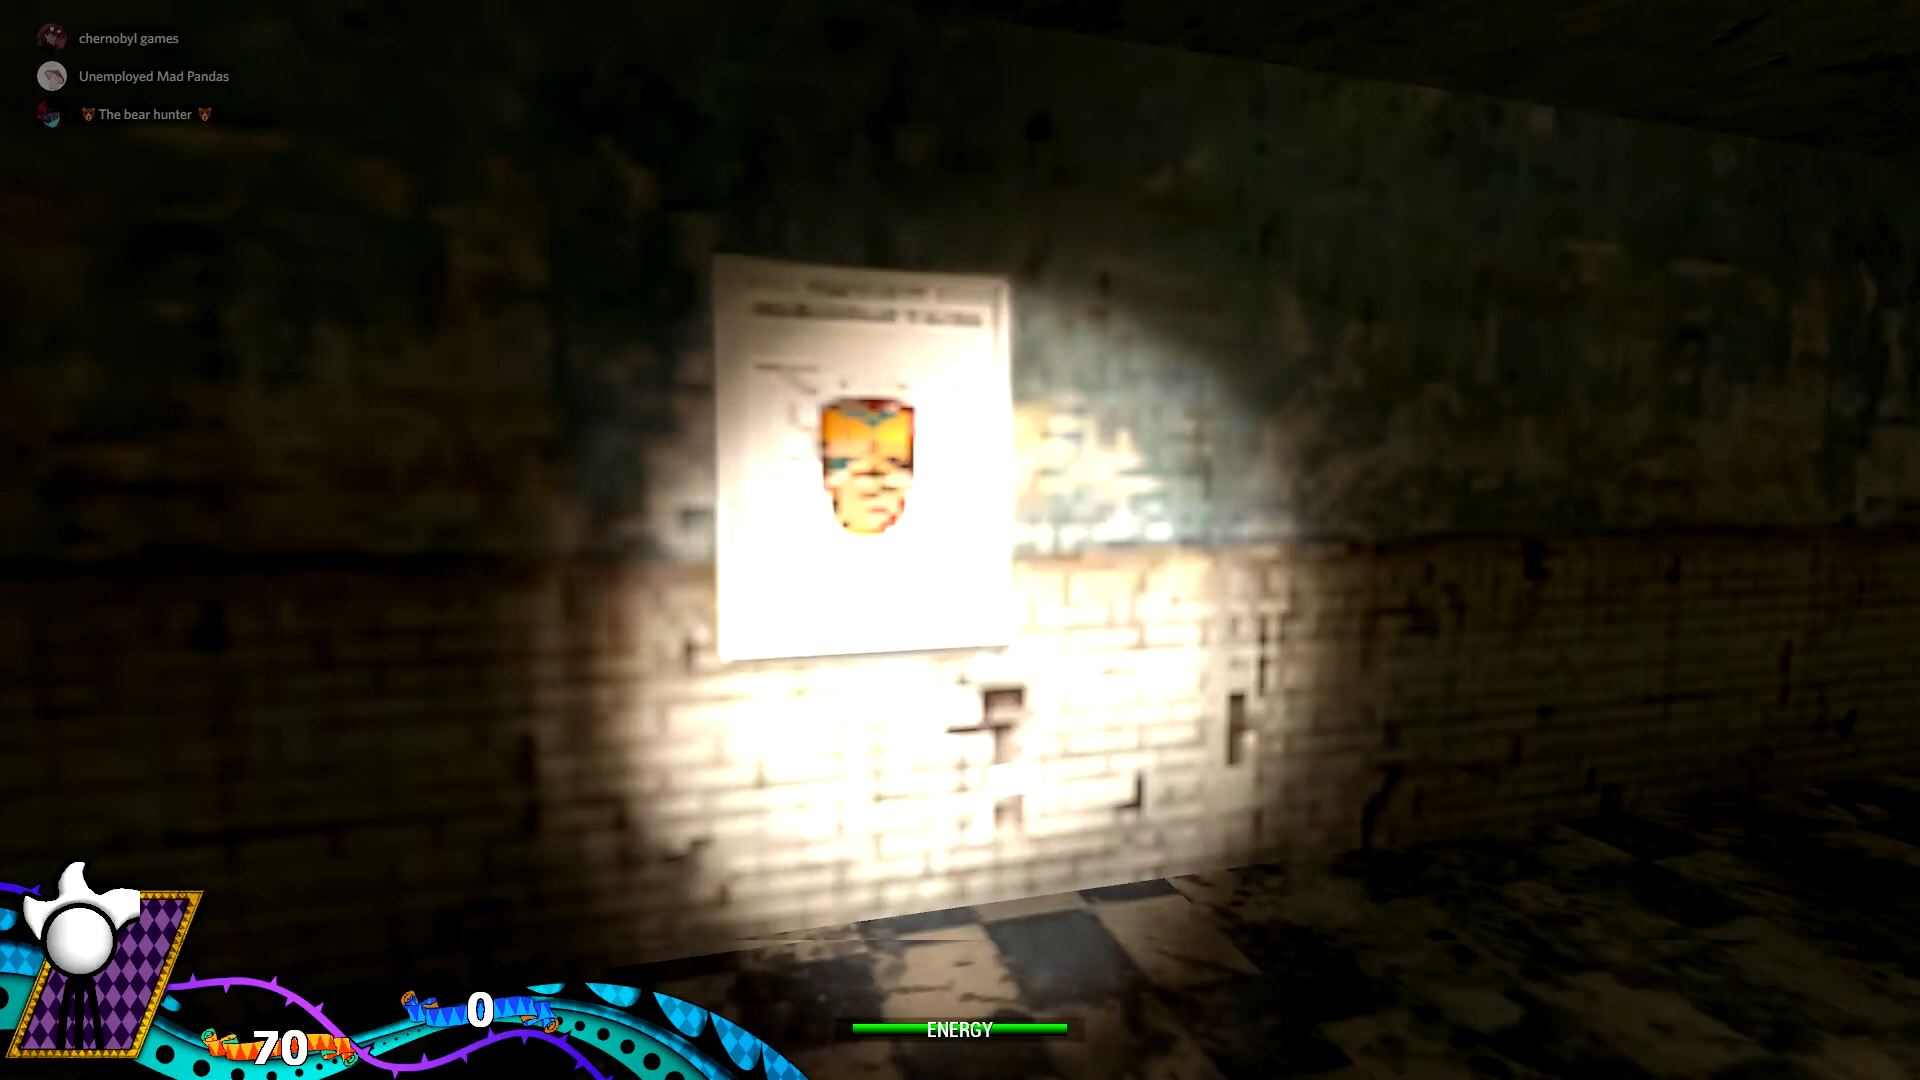 chernobyl games
Unemployed Mad Pandas
🐻 The bear hunter 🐻
70
0
ENERGY